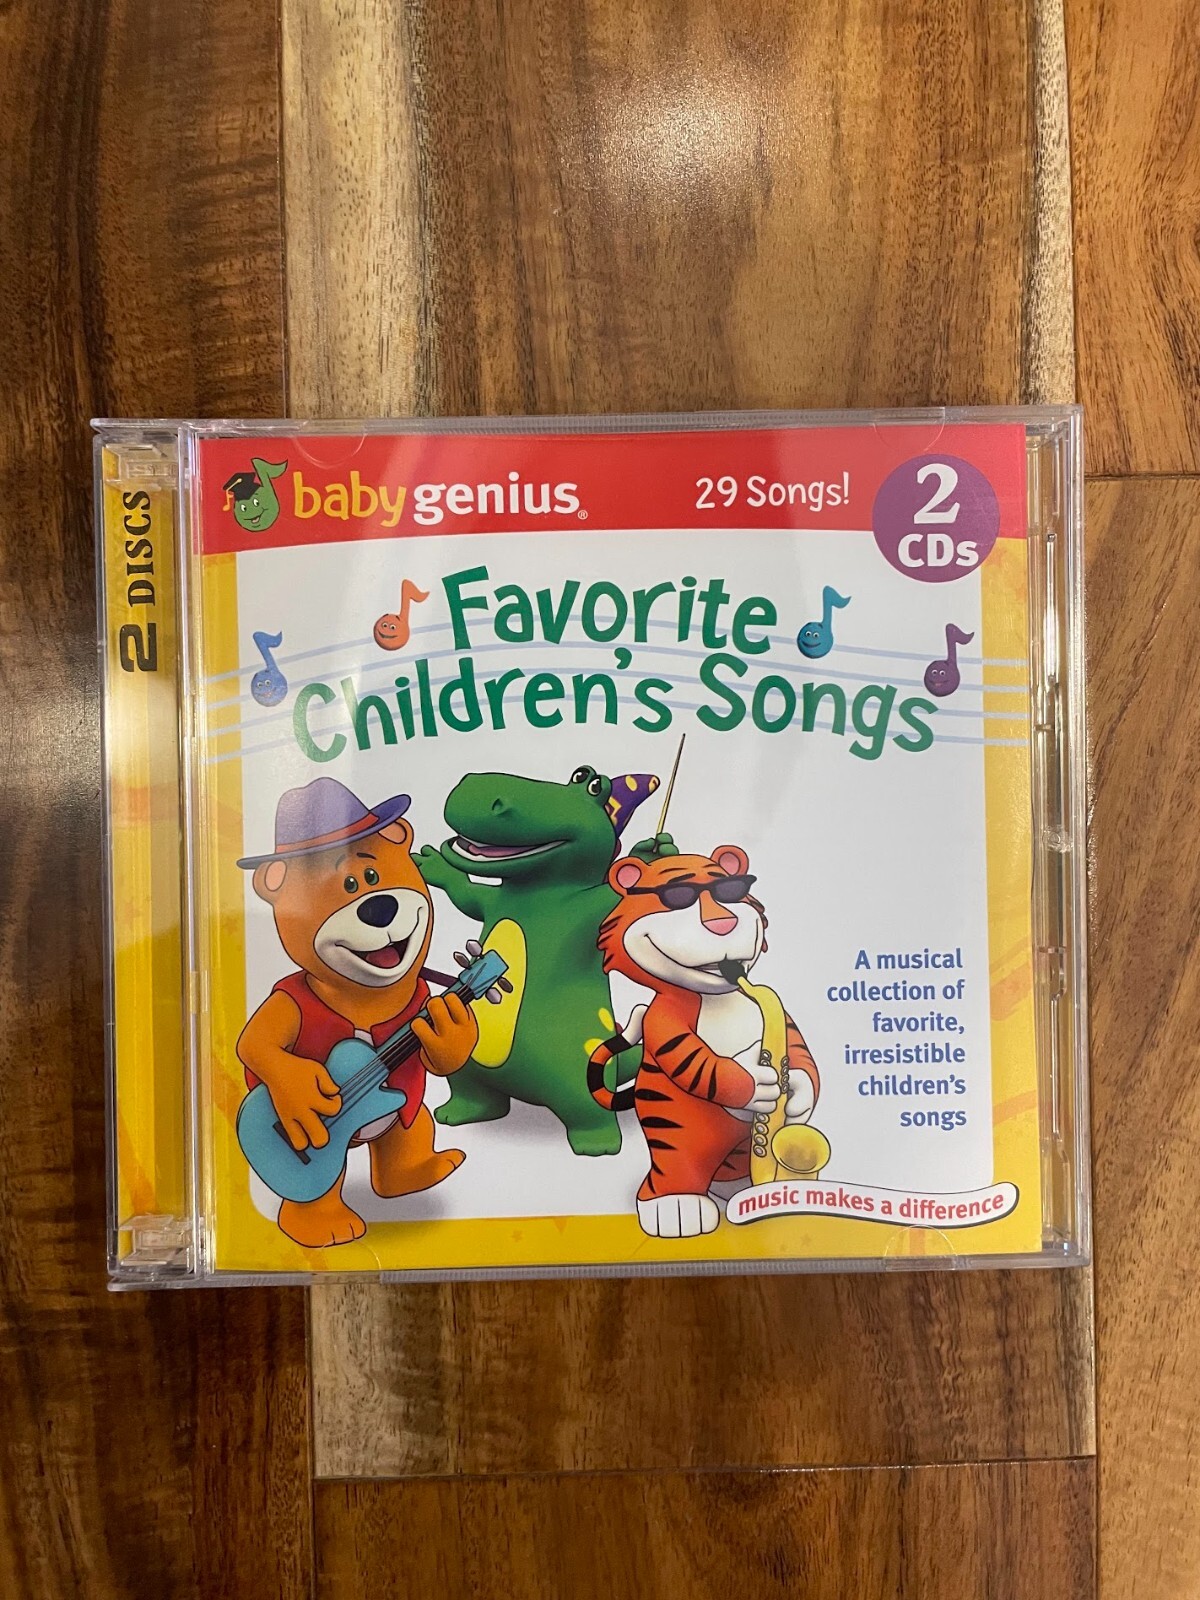 2 DISCS
baby genius®
29 Songs!
2
CDs
Favorite
Children's Songs
A musical
collection of
favorite,
irresistible
children's
songs
music makes a difference